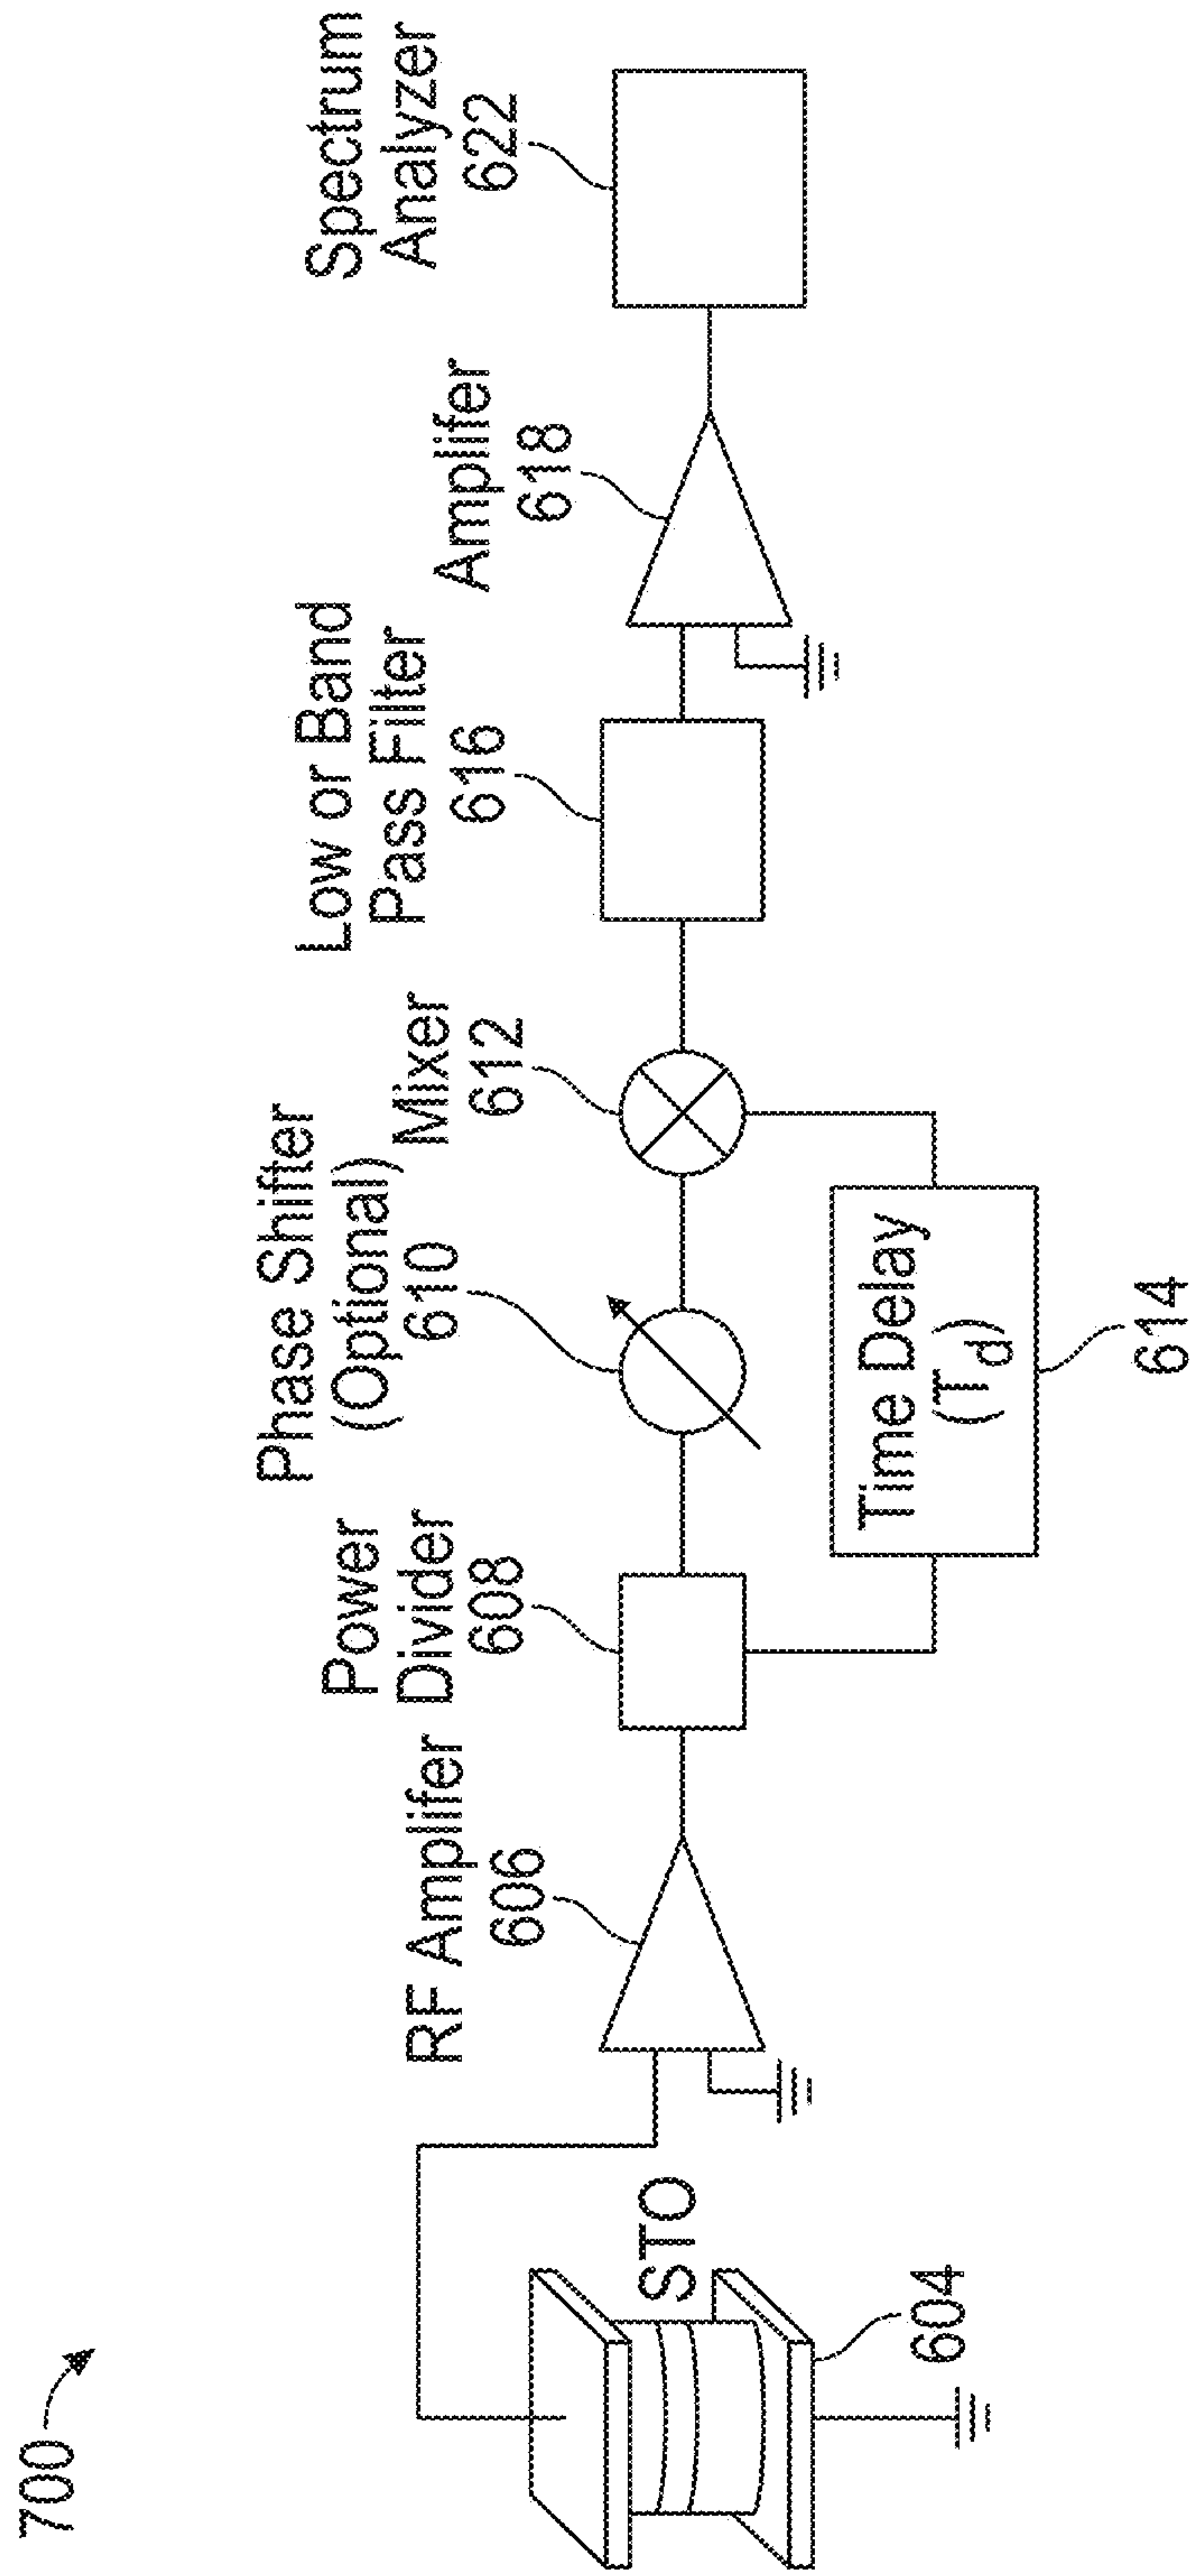 700
STO
604
RF Amplifer
606
Power
Divider
608
Phase Shifter
(Optional)
610
Mixer
612
Time Delay
(Td)
614
Low or Band
Pass Filter
616
Amplifer
618
Spectrum
Analyzer
622